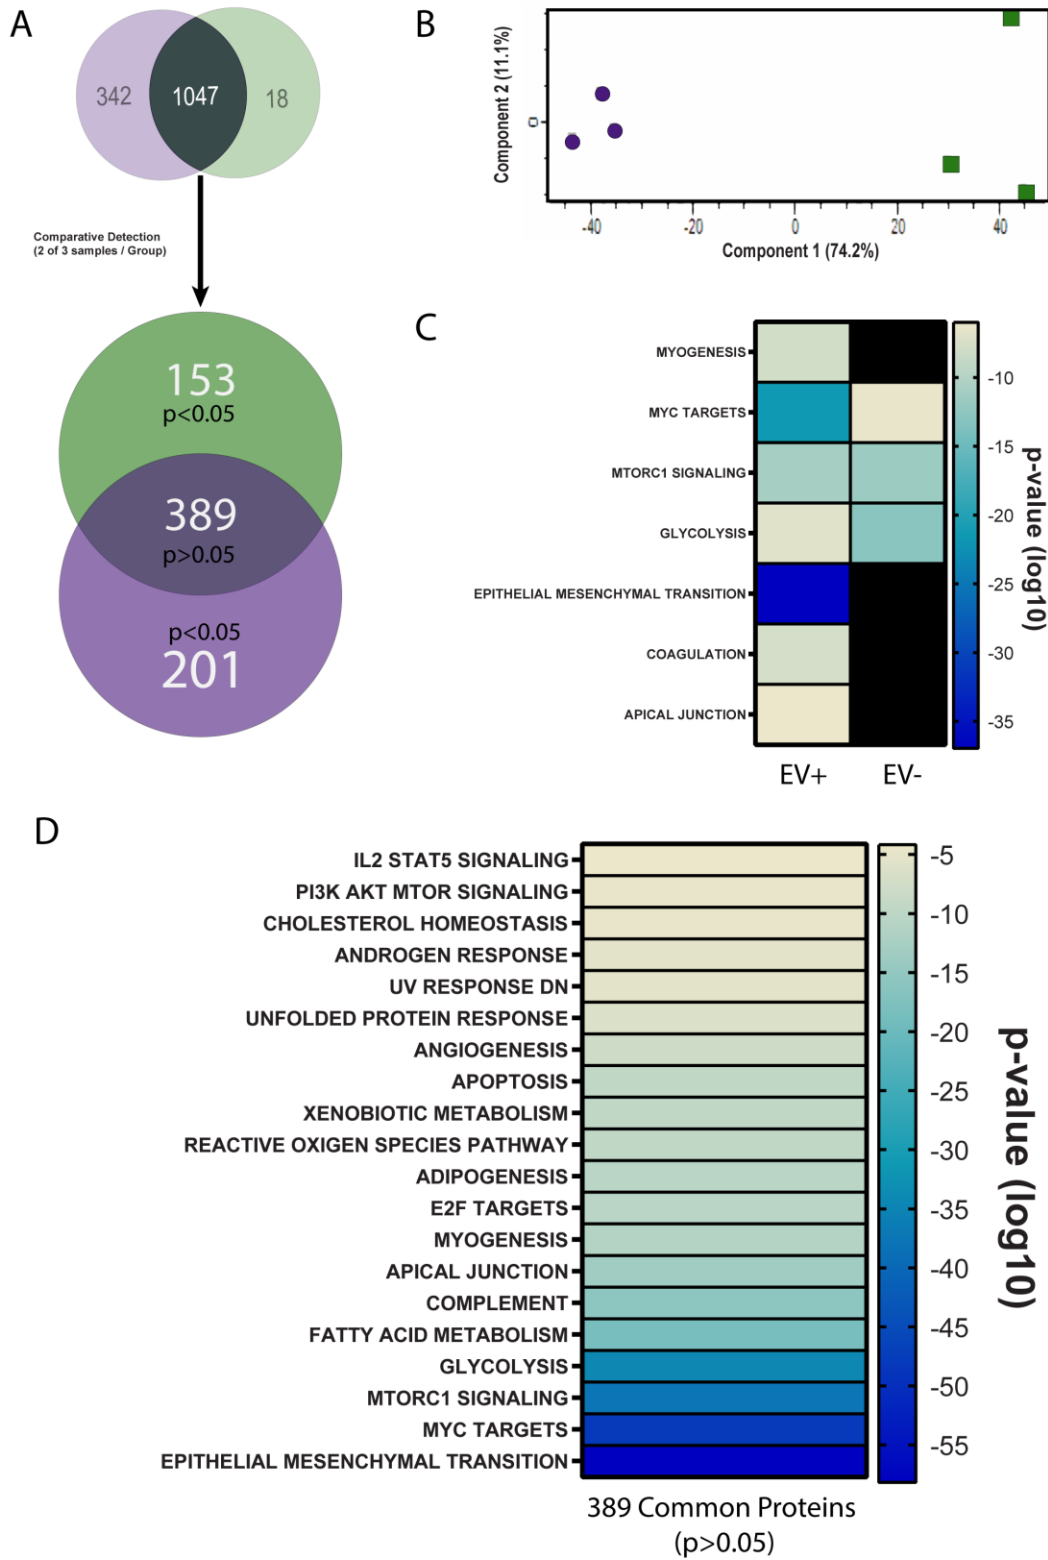 A
342
1047
18
Comparative Detection
(2 of 3 samples / Group)
153
p<0.05
389
p>0.05
p<0.05
201
B
Component 2 (11.1%)
0
-40
-20
0
20
40
Component 1 (74.2%)
C
MYOGENESIS
MYC TARGETS
MTORC1 SIGNALING
GLYCOLYSIS
EPITHELIAL MESENCHYMAL TRANSITION
COAGULATION
APICAL JUNCTION
EV+
EV-
-10
-15
-20
-25
-30
-35
p-value (log10)
D
IL2 STAT5 SIGNALING
PI3K AKT MTOR SIGNALING
CHOLESTEROL HOMEOSTASIS
ANDROGEN RESPONSE
UV RESPONSE DN
UNFOLDED PROTEIN RESPONSE
ANGIOGENESIS
APOPTOSIS
XENOBIOTIC METABOLISM
REACTIVE OXIGEN SPECIES PATHWAY
ADIPOGENESIS
E2F TARGETS
MYOGENESIS
APICAL JUNCTION
COMPLEMENT
FATTY ACID METABOLISM
GLYCOLYSIS
MTORC1 SIGNALING
MYC TARGETS
EPITHELIAL MESENCHYMAL TRANSITION
389 Common Proteins
(p>0.05)
-5
-10
-15
-20
-25
-30
-35
-40
-45
-50
-55
p-value (log10)